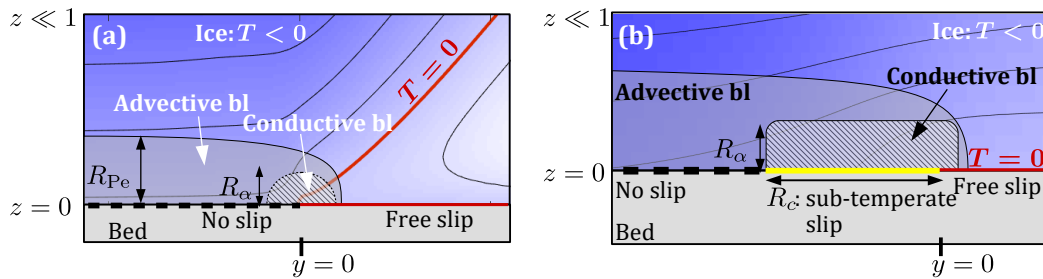 z ≪ 1
(a)
Ice: T < 0
T = 0
Advective bl
Conductive bl
R_Pe
R_α
z = 0
No slip
Free slip
Bed
y = 0
z ≪ 1
(b)
Ice: T < 0
Conductive bl
Advective bl
R_α
T = 0
z = 0
No slip
R_c: sub-temperate
slip
Free slip
Bed
y = 0